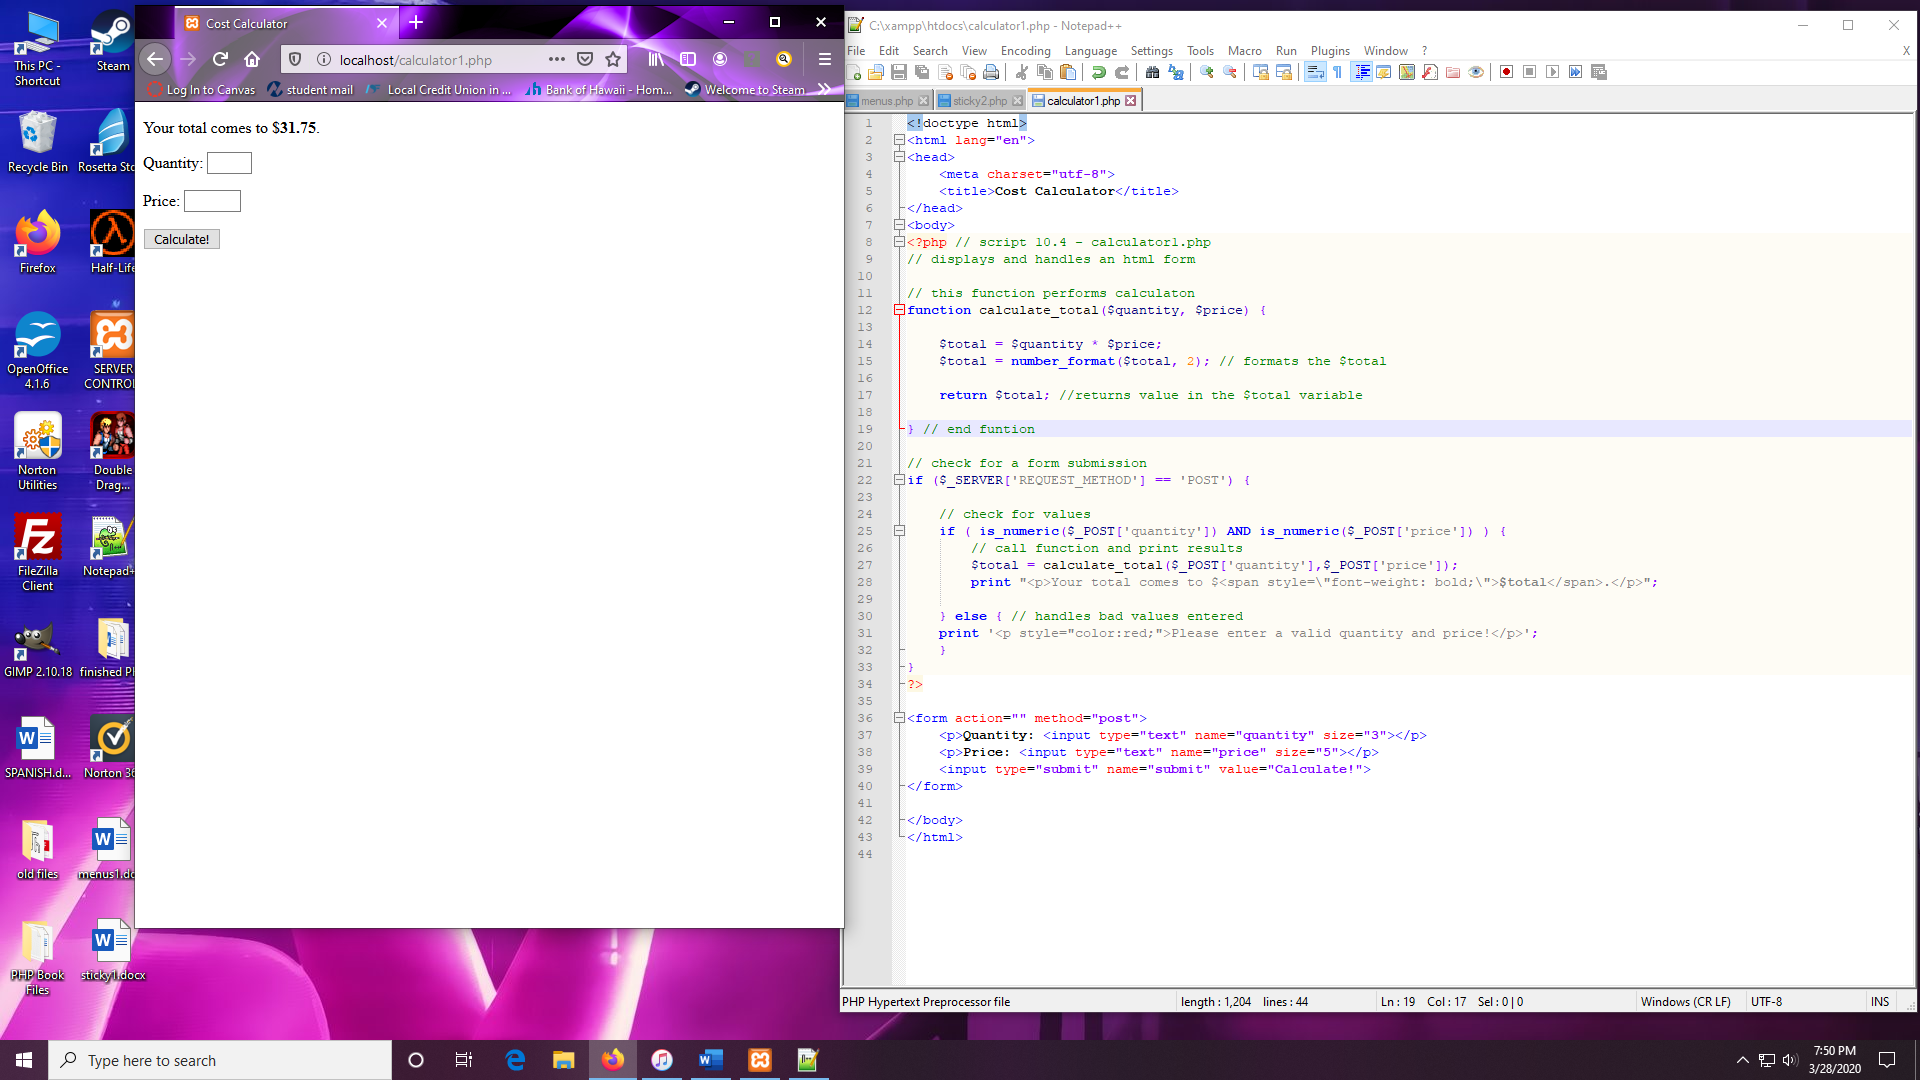 This PC - Shortcut
Steam
Recycle Bin
Rosetta Sto
Firefox
Half-Life
OpenOffice 4.1.6
SERVER CONTROL
Norton Utilities
Double Drag...
FileZilla Client
Notepad+
GIMP 2.10.18
finished PH
SPANISH.d...
Norton 36
old files
menus1.do
PHP Book Files
sticky1.docx
Cost Calculator
localhost/calculator1.php
Log In to Canvas
student mail
Local Credit Union in ...
Bank of Hawaii - Hom...
Welcome to Steam
Your total comes to $31.75.
Quantity:
Price:
Calculate!
C:\xampp\htdocs\calculator1.php - Notepad++
File Edit Search View Encoding Language Settings Tools Macro Run Plugins Window ? X
menus.php sticky2.php calculator1.php
1 <!doctype html>
2 <html lang="en">
3 <head>
4 <meta charset="utf-8">
5 <title>Cost Calculator</title>
6 </head>
7 <body>
8 <?php // script 10.4 - calculator1.php
9 // displays and handles an html form
10
11 // this function performs calculaton
12 function calculate_total($quantity, $price) {
13
14 $total = $quantity * $price;
15 $total = number_format($total, 2); // formats the $total
16
17 return $total; //returns value in the $total variable
18
19 } // end funtion
20
21 // check for a form submission
22 if ($_SERVER['REQUEST_METHOD'] == 'POST') {
23
24 // check for values
25 if ( is_numeric($_POST['quantity']) AND is_numeric($_POST['price']) ) {
26 // call function and print results
27 $total = calculate_total($_POST['quantity'],$_POST['price']);
28 print "<p>Your total comes to $<span style=\"font-weight: bold;\">$total</span>.</p>";
29
30 } else { // handles bad values entered
31 print '<p style="color:red;">Please enter a valid quantity and price!</p>';
32 }
33 }
34 ?>
35
36 <form action="" method="post">
37 <p>Quantity: <input type="text" name="quantity" size="3"></p>
38 <p>Price: <input type="text" name="price" size="5"></p>
39 <input type="submit" name="submit" value="Calculate!">
40 </form>
41
42 </body>
43 </html>
44
PHP Hypertext Preprocessor file length : 1,204 lines : 44 Ln : 19 Col : 17 Sel : 0 | 0 Windows (CR LF) UTF-8 INS
Type here to search
7:50 PM
3/28/2020